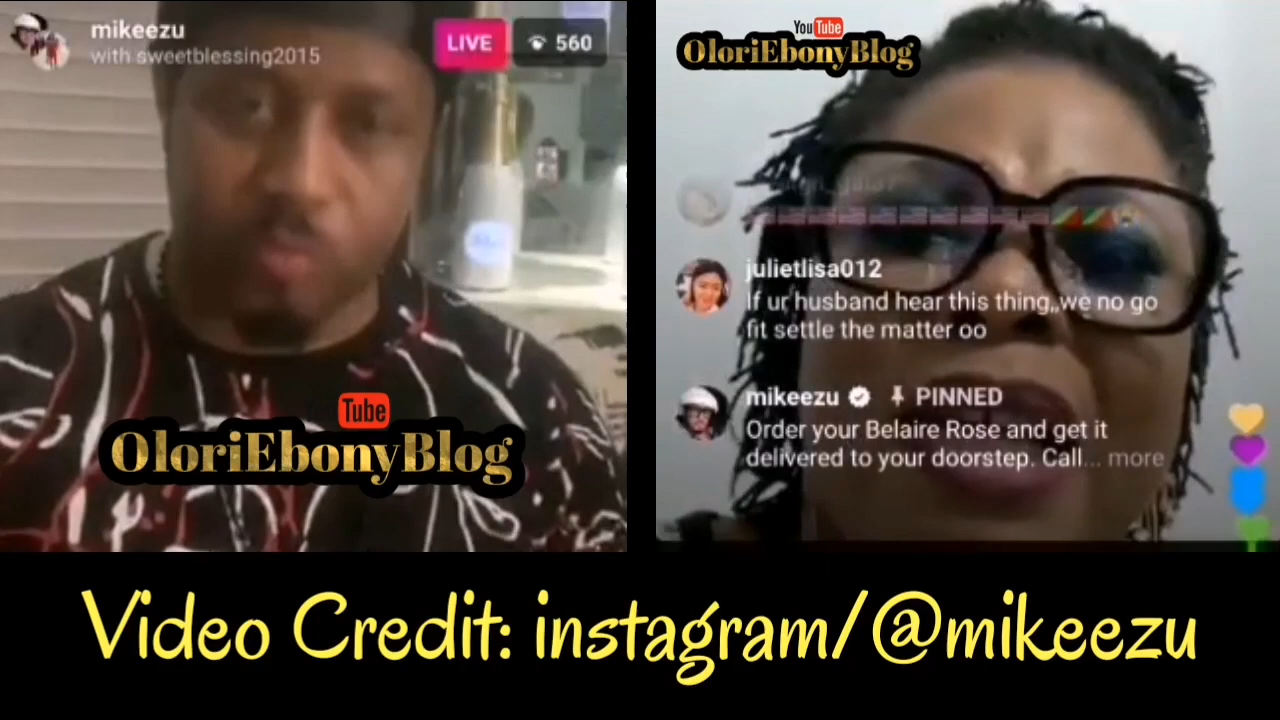 mikeezu
with sweetblessing2015
LIVE
560
YouTube
OloriEbonyBlog
julietlisa012
If ur husband hear this thing,,we no go
fit settle the matter oo
mikeezu PINNED
Order your Belaire Rose and get it
delivered to your doorstep. Call... more
Tube
OloriEbonyBlog
Video Credit: instagram/@mikeezu